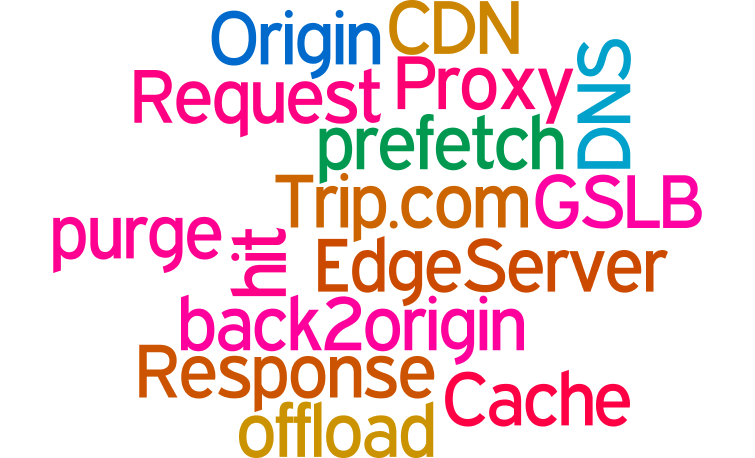 Origin
CDN
Request
Proxy
DNS
prefetch
Trip.com
GSLB
purge
hit
EdgeServer
back2origin
Response
Cache
offload